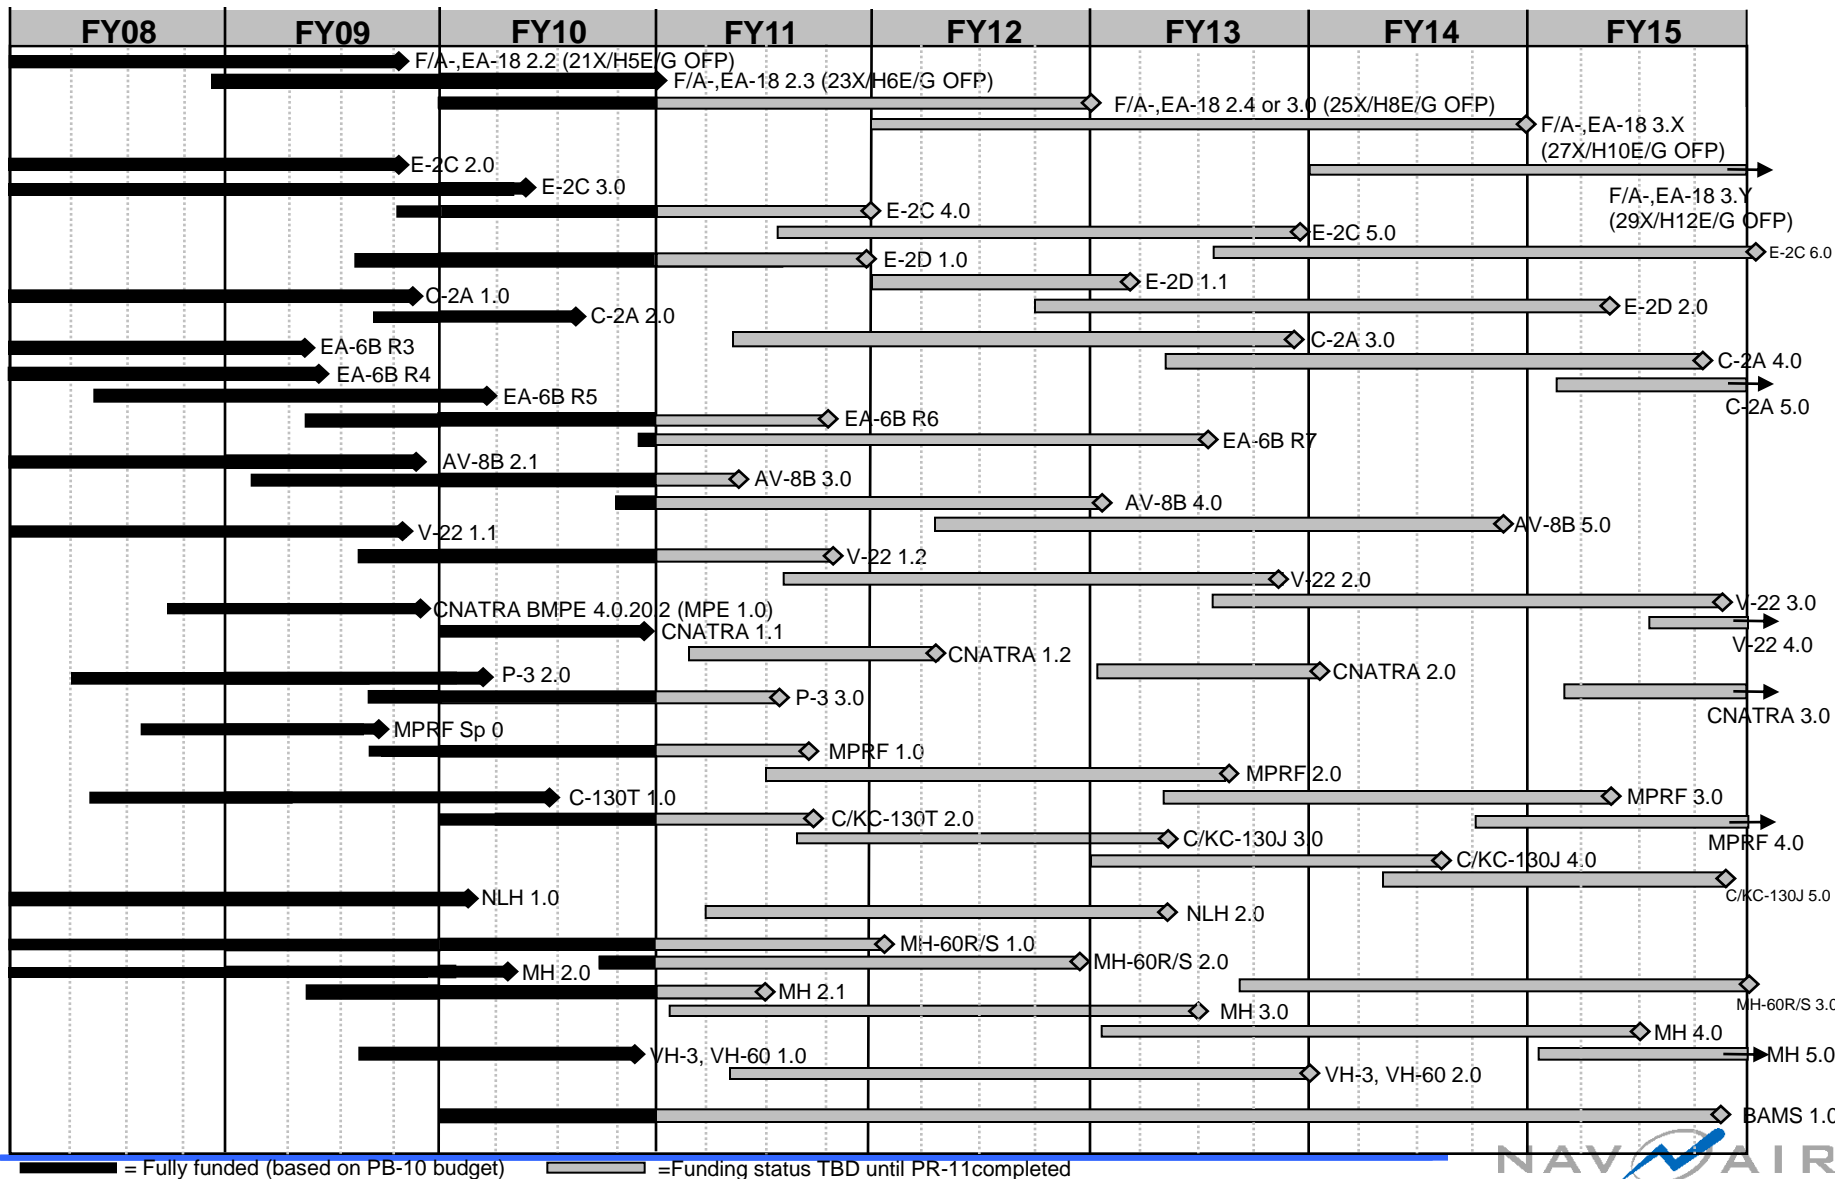 FY08 FY09 FY10 FY11 FY12 FY13 FY14 FY15
F/A-,EA-18 2.2 (21X/H5E/G OFP)
F/A-,EA-18 2.3 (23X/H6E/G OFP)
F/A-,EA-18 2.4 or 3.0 (25X/H8E/G OFP)
F/A-,EA-18 3.X
(27X/H10E/G OFP)
E-2C 2.0
E-2C 3.0
F/A-,EA-18 3.Y
(29X/H12E/G OFP)
E-2C 4.0
E-2C 5.0
E-2C 6.0
E-2D 1.0
E-2D 1.1
C-2A 1.0
E-2D 2.0
C-2A 2.0
C-2A 3.0
EA-6B R3
C-2A 4.0
EA-6B R4
EA-6B R5
C-2A 5.0
EA-6B R6
EA-6B R7
AV-8B 2.1
AV-8B 3.0
AV-8B 4.0
AV-8B 5.0
V-22 1.1
V-22 1.2
V-22 2.0
V-22 3.0
CNATRA BMPE 4.0.20.2 (MPE 1.0)
CNATRA 1.1
V-22 4.0
CNATRA 1.2
CNATRA 2.0
P-3 2.0
P-3 3.0
CNATRA 3.0
MPRF Sp 0
MPRF 1.0
MPRF 2.0
C-130T 1.0
MPRF 3.0
C/KC-130T 2.0
C/KC-130J 3.0
MPRF 4.0
C/KC-130J 4.0
C/KC-130J 5.0
NLH 1.0
NLH 2.0
MH-60R/S 1.0
MH-60R/S 2.0
MH 2.0
MH 2.1
MH-60R/S 3.0
MH 3.0
MH 4.0
VH-3, VH-60 1.0
MH 5.0
VH-3, VH-60 2.0
BAMS 1.0
= Fully funded (based on PB-10 budget)
=Funding status TBD until PR-11completed
NAVAIR